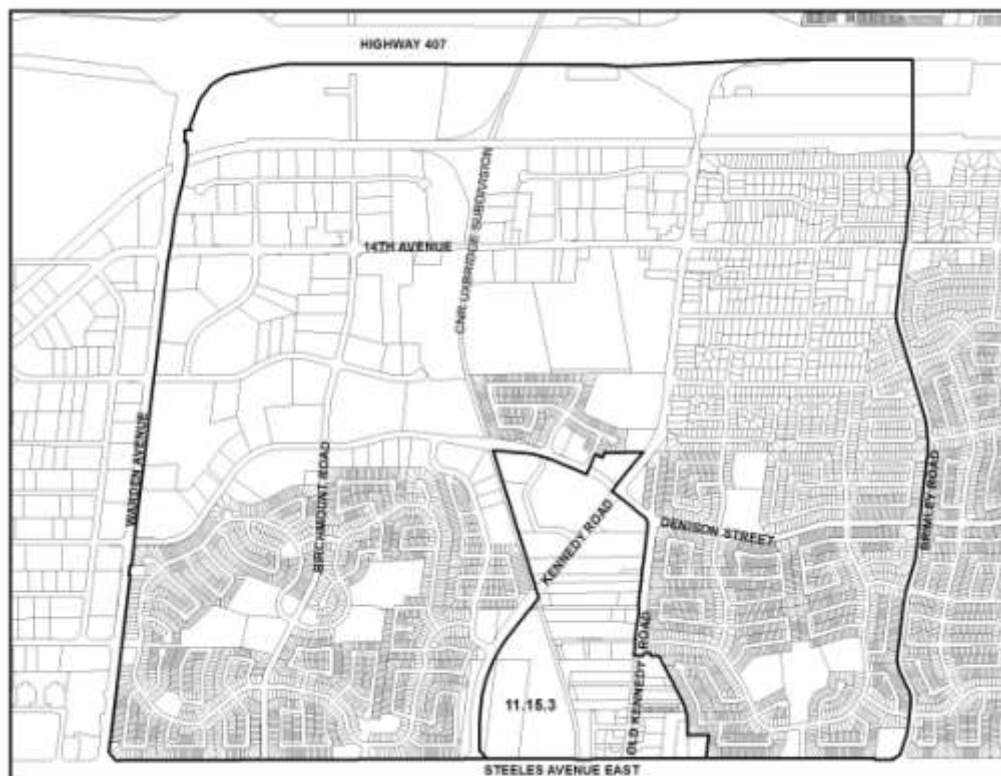 HIGHWAY 407
CNR UXBRIDGE SUBDIVISION
14TH AVENUE
WARDEN AVENUE
BIRCHMOUNT ROAD
BRIMLEY ROAD
KENNEDY ROAD
DENISON STREET
OLD KENNEDY ROAD
11.15.3
STEELES AVENUE EAST